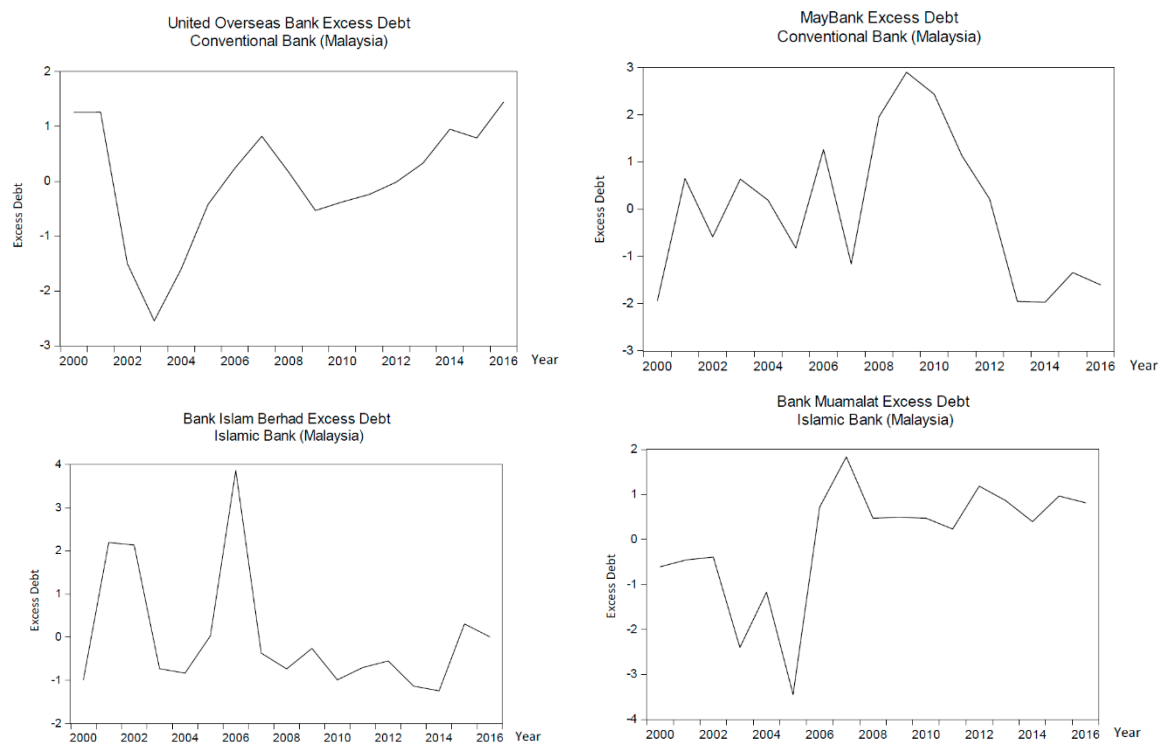 United Overseas Bank Excess Debt
Conventional Bank (Malaysia)
2
1
0
-1
-2
-3
Excess Debt
2000 2002 2004 2006 2008 2010 2012 2014 2016 Year
MayBank Excess Debt
Conventional Bank (Malaysia)
3
2
1
0
-1
-2
-3
Excess Debt
2000 2002 2004 2006 2008 2010 2012 2014 2016 Year
Bank Islam Berhad Excess Debt
Islamic Bank (Malaysia)
4
3
2
1
0
-1
-2
Excess Debt
2000 2002 2004 2006 2008 2010 2012 2014 2016 Year
Bank Muamalat Excess Debt
Islamic Bank (Malaysia)
2
1
0
-1
-2
-3
-4
Excess Debt
2000 2002 2004 2006 2008 2010 2012 2014 2016 Year